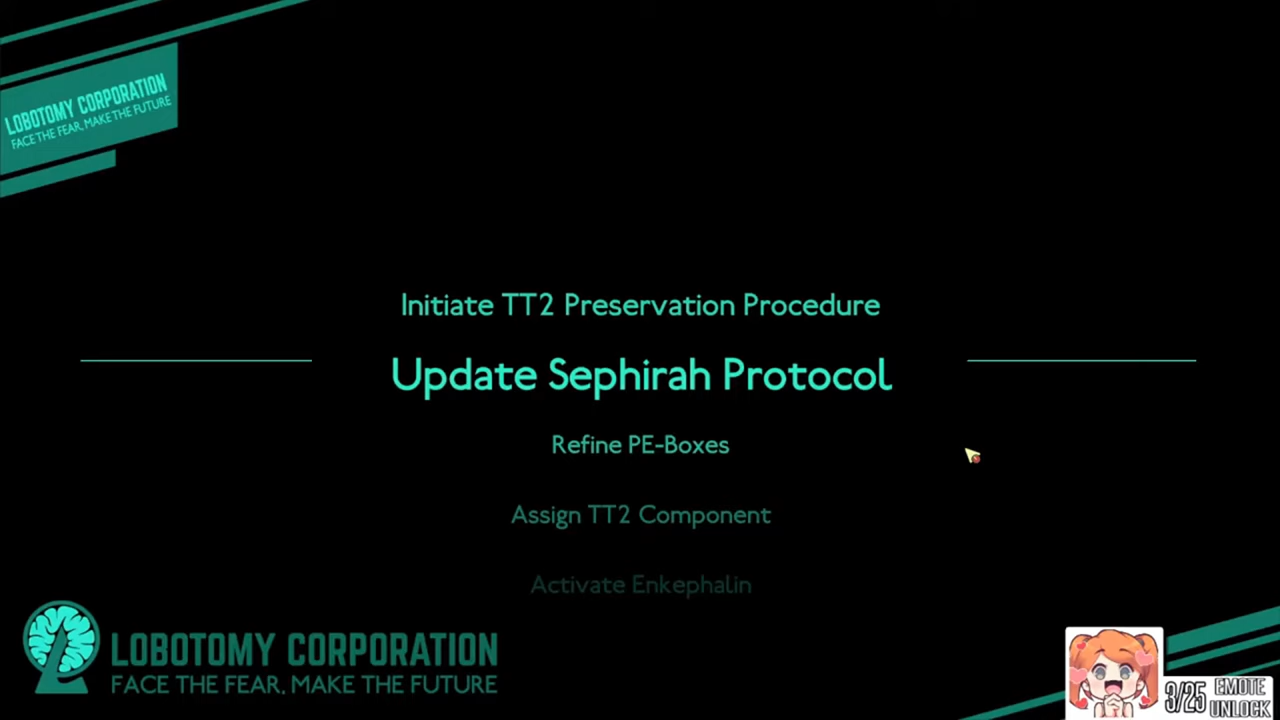 LOBOTOMY CORPORATION
FACE THE FEAR, MAKE THE FUTURE
Initiate TT2 Preservation Procedure
Update Sephirah Protocol
Refine PE-Boxes
Assign TT2 Component
Activate Enkephalin
LOBOTOMY CORPORATION
FACE THE FEAR, MAKE THE FUTURE
3/25 EMOTE
UNLOCK